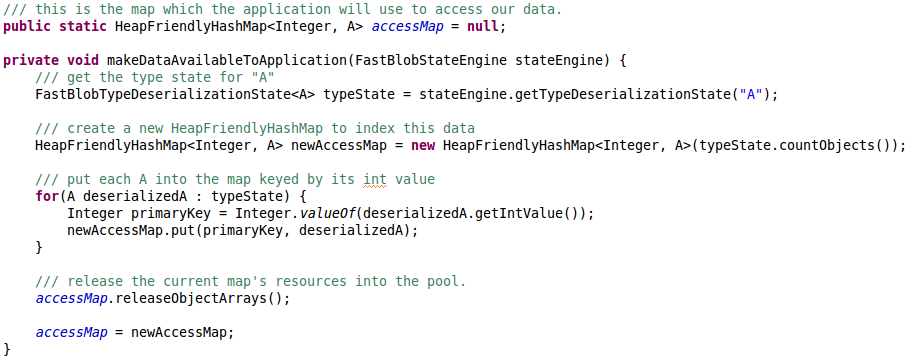 /// this is the map which the application will use to access our data.
public static HeapFriendlyHashMap<Integer, A> accessMap = null;
private void makeDataAvailableToApplication(FastBlobStateEngine stateEngine) {
/// get the type state for "A"
FastBlobTypeDeserializationState<A> typeState = stateEngine.getTypeDeserializationState("A");
/// create a new HeapFriendlyHashMap to index this data
HeapFriendlyHashMap<Integer, A> newAccessMap = new HeapFriendlyHashMap<Integer, A>(typeState.countObjects());
/// put each A into the map keyed by its int value
for(A deserializedA : typeState) {
Integer primaryKey = Integer.valueOf(deserializedA.getIntValue());
newAccessMap.put(primaryKey, deserializedA);
}
/// release the current map's resources into the pool.
accessMap.releaseObjectArrays();
accessMap = newAccessMap;
}